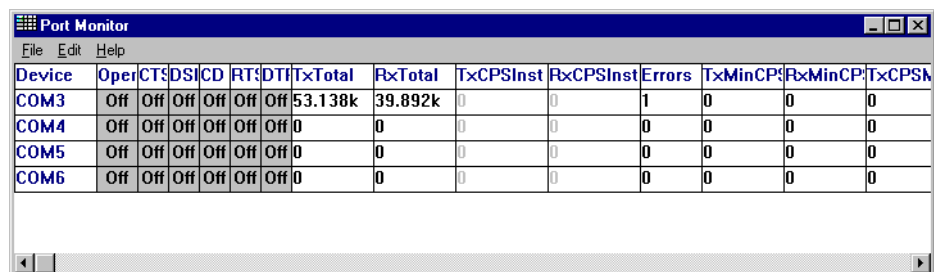 Port Monitor
File Edit Help
Device Open CTS DSR CD RTS DTR TxTotal RxTotal TxCPSInst RxCPSInst Errors TxMinCPS RxMinCPS TxCPSM
COM3 Off Off Off Off Off Off 53.138k 39.892k 0 0 1 0 0 0
COM4 Off Off Off Off Off Off 0 0 0 0 0 0 0 0
COM5 Off Off Off Off Off Off 0 0 0 0 0 0 0 0
COM6 Off Off Off Off Off Off 0 0 0 0 0 0 0 0